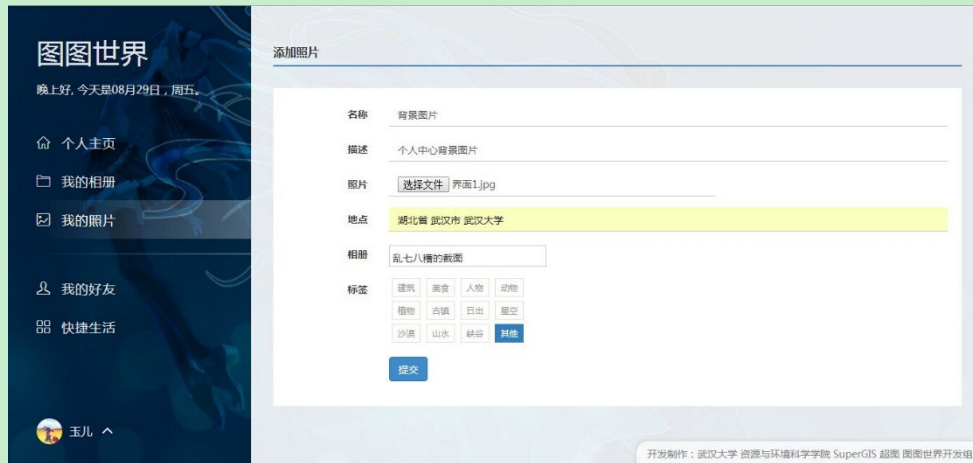 图图世界
晚上好, 今天是08月29日，周五。
个人主页
我的相册
我的照片
我的好友
快捷生活
玉儿
添加照片
名称 背景图片
描述 个人中心背景图片
照片 选择文件 界面1.jpg
地点 湖北省 武汉市 武汉大学
相册 乱七八糟的截图
标签 建筑 美食 人物 动物
植物 古镇 日出 星空
沙漠 山水 峡谷 其他
提交
开发制作：武汉大学 资源与环境科学学院 SuperGIS 超图 图图世界开发组